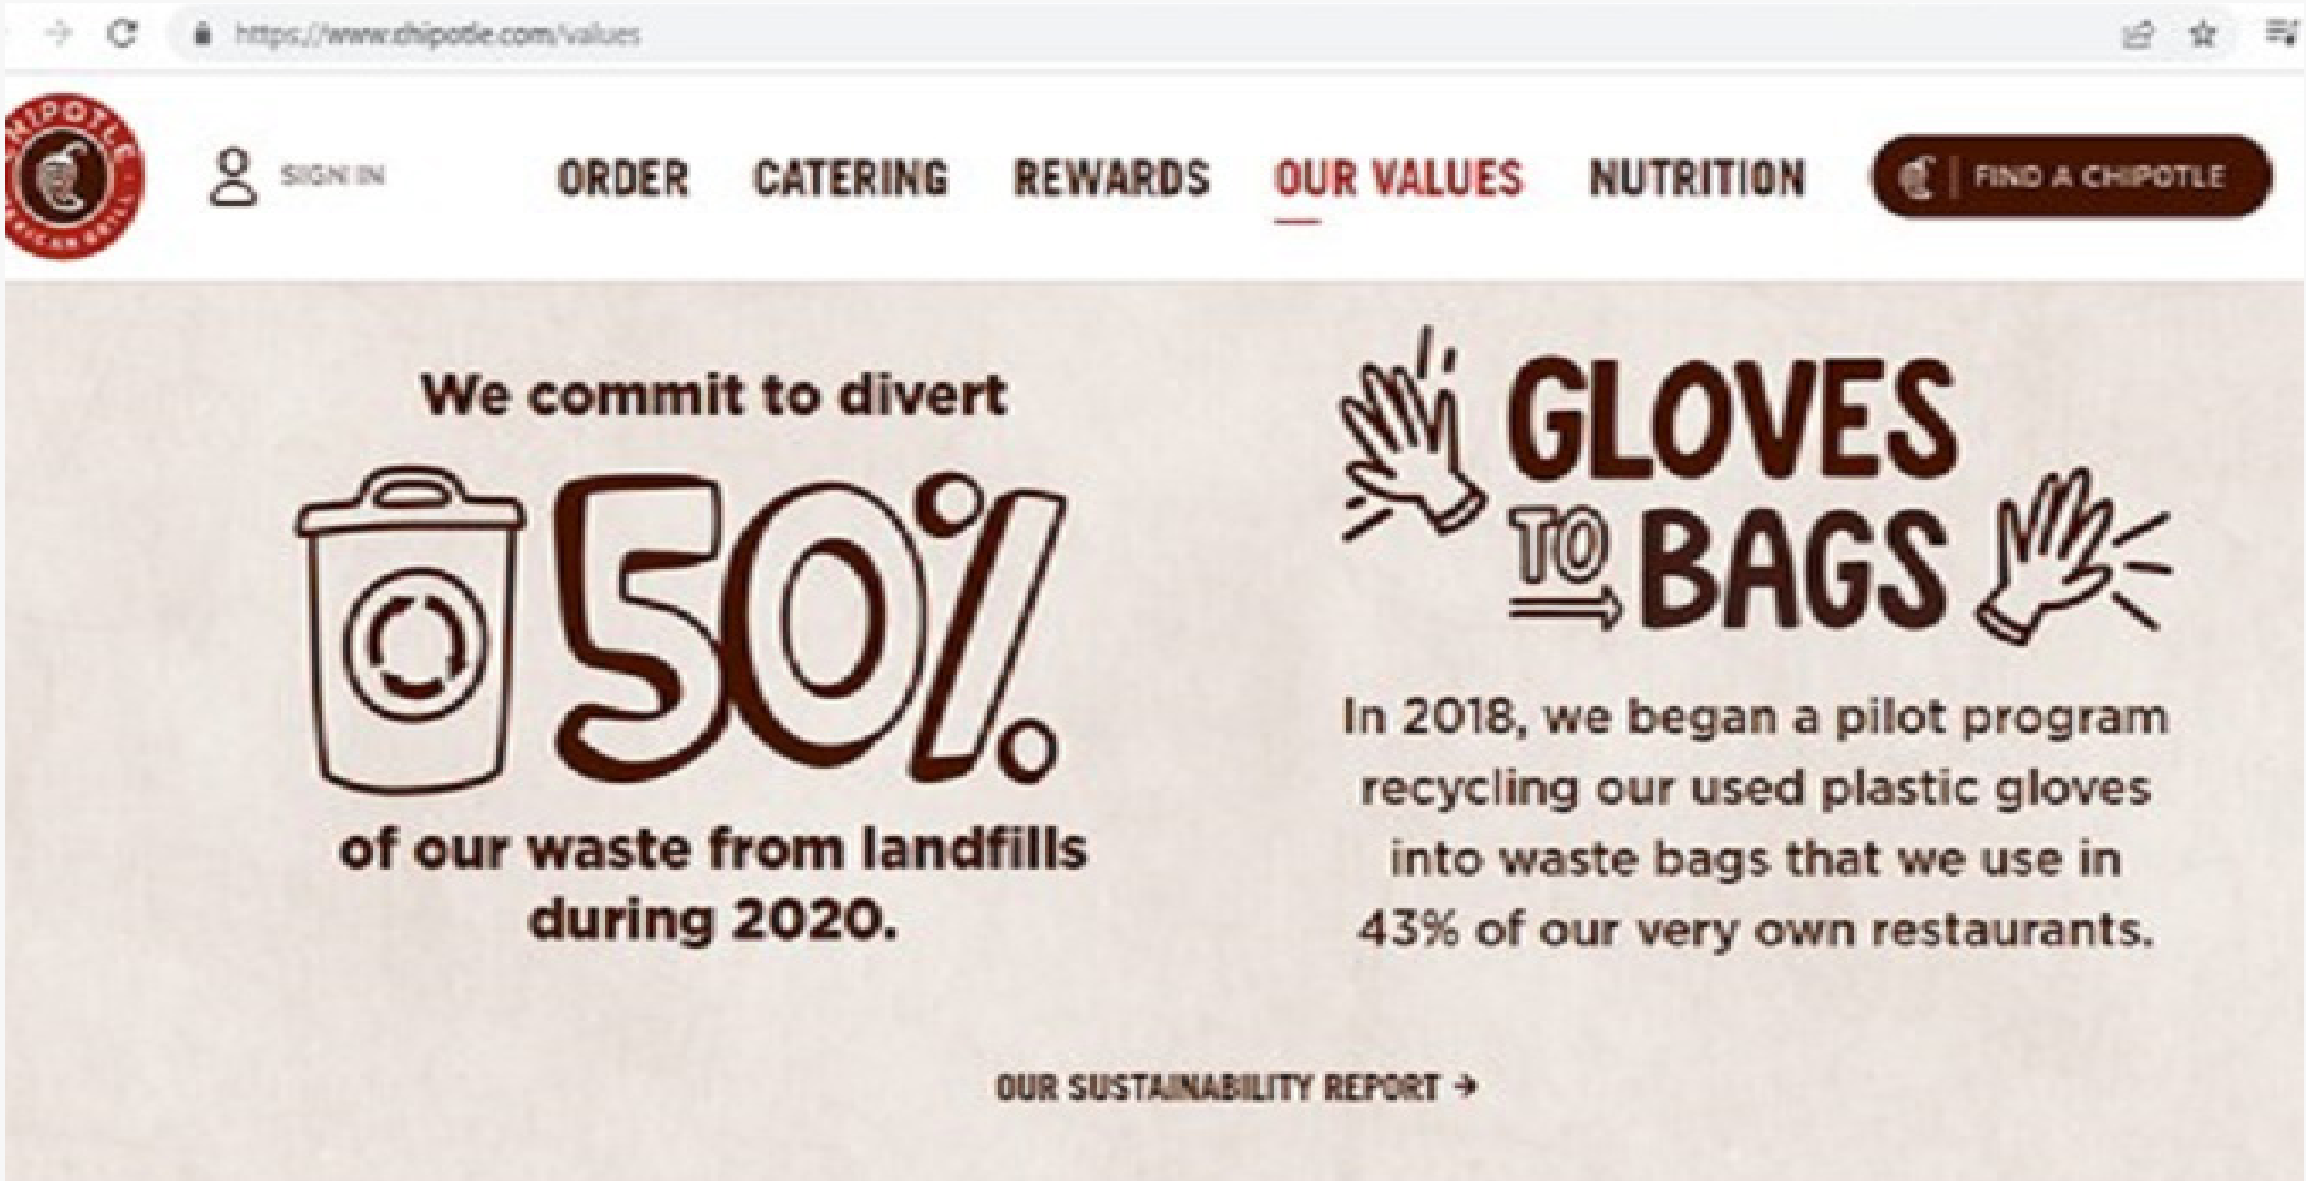 https://www.chipotle.com/values
CHIPOTLE
SIGN IN
ORDER
CATERING
REWARDS
OUR VALUES
NUTRITION
FIND A CHIPOTLE
We commit to divert
50%
of our waste from landfills
during 2020.
GLOVES
TO BAGS
In 2018, we began a pilot program
recycling our used plastic gloves
into waste bags that we use in
43% of our very own restaurants.
OUR SUSTAINABILITY REPORT →